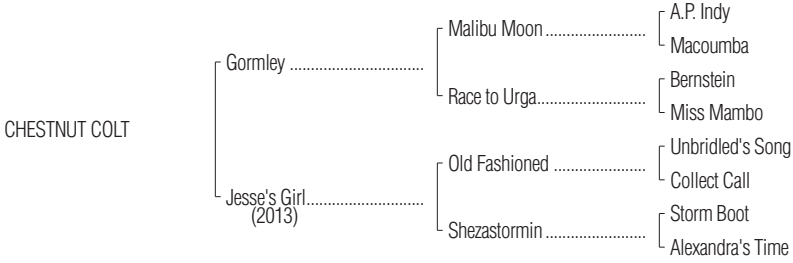 A.P. Indy
Malibu Moon ........................
Macoumba
Gormley ................................
Bernstein
Race to Urga..........................
Miss Mambo
CHESTNUT COLT
Unbridled's Song
Old Fashioned ......................
Collect Call
Jesse's Girl............................
(2013)
Storm Boot
Shezastormin ........................
Alexandra's Time